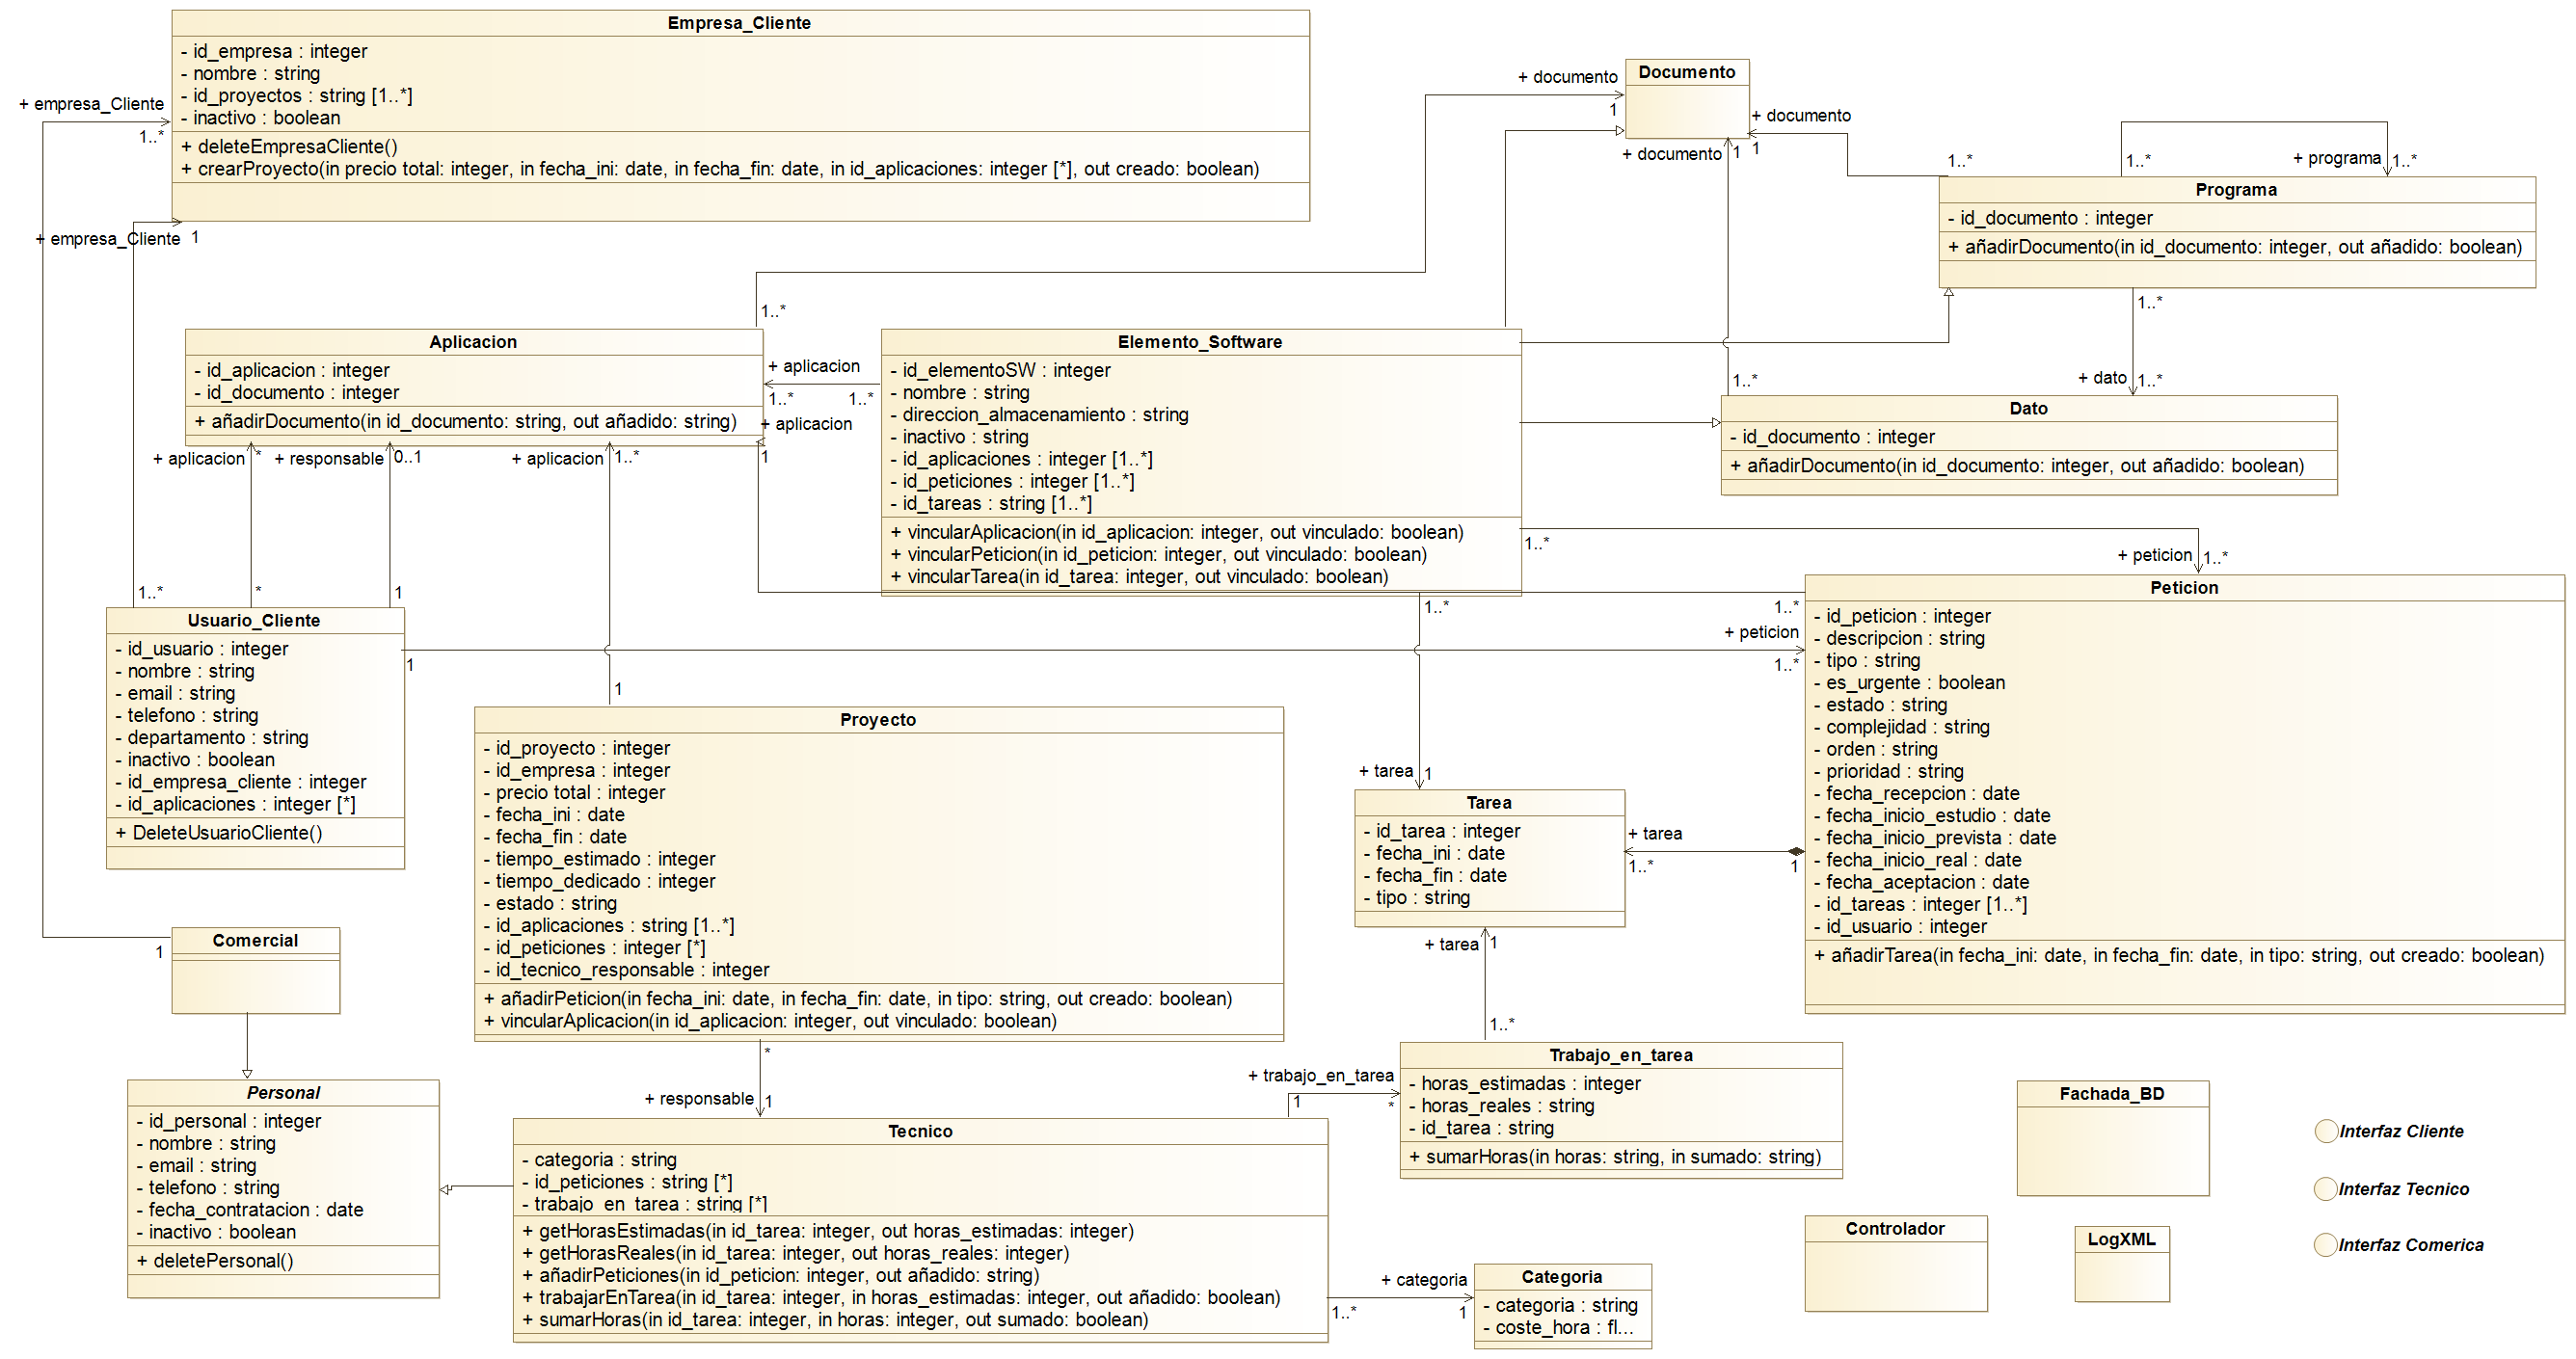 Empresa_Cliente
- id_empresa : integer
- nombre : string
- id_proyectos : string [1..*]
- inactivo : boolean
+ deleteEmpresaCliente()
+ crearProyecto(in precio total: integer, in fecha_ini: date, in fecha_fin: date, in id_aplicaciones: integer [*], out creado: boolean)
+ empresa_Cliente
1..*
+ empresa_Cliente
1
+ documento
1
Documento
+ documento
1
+ documento
1
1..*
1..*
+ programa
1..*
Programa
- id_documento : integer
+ añadirDocumento(in id_documento: integer, out añadido: boolean)
1..*
+ dato
1..*
1..*
Dato
- id_documento : integer
+ añadirDocumento(in id_documento: integer, out añadido: boolean)
1..*
Aplicacion
- id_aplicacion : integer
- id_documento : integer
+ añadirDocumento(in id_documento: string, out añadido: string)
+ aplicacion
1..*
1..*
+ aplicacion
1
+ aplicacion
*
+ responsable
0..1
+ aplicacion
1..*
Elemento_Software
- id_elementoSW : integer
- nombre : string
- direccion_almacenamiento : string
- inactivo : string
- id_aplicaciones : integer [1..*]
- id_peticiones : integer [1..*]
- id_tareas : string [1..*]
+ vincularAplicacion(in id_aplicacion: integer, out vinculado: boolean)
+ vincularPeticion(in id_peticion: integer, out vinculado: boolean)
+ vincularTarea(in id_tarea: integer, out vinculado: boolean)
1..*
+ peticion
1..*
1..*
1..*
*
1
1..*
Usuario_Cliente
- id_usuario : integer
- nombre : string
- email : string
- telefono : string
- departamento : string
- inactivo : boolean
- id_empresa_cliente : integer
- id_aplicaciones : integer [*]
+ DeleteUsuarioCliente()
1
+ peticion
1..*
Peticion
- id_peticion : integer
- descripcion : string
- tipo : string
- es_urgente : boolean
- estado : string
- complejidad : string
- orden : string
- prioridad : string
- fecha_recepcion : date
- fecha_inicio_estudio : date
- fecha_inicio_prevista : date
- fecha_inicio_real : date
- fecha_aceptacion : date
- id_tareas : integer [1..*]
- id_usuario : integer
+ añadirTarea(in fecha_ini: date, in fecha_fin: date, in tipo: string, out creado: boolean)
1
Proyecto
- id_proyecto : integer
- id_empresa : integer
- precio total : integer
- fecha_ini : date
- fecha_fin : date
- tiempo_estimado : integer
- tiempo_dedicado : integer
- estado : string
- id_aplicaciones : string [1..*]
- id_peticiones : integer [*]
- id_tecnico_responsable : integer
+ añadirPeticion(in fecha_ini: date, in fecha_fin: date, in tipo: string, out creado: boolean)
+ vincularAplicacion(in id_aplicacion: integer, out vinculado: boolean)
+ tarea
1
Tarea
- id_tarea : integer
- fecha_ini : date
- fecha_fin : date
- tipo : string
+ tarea
1..*
1
+ tarea
1
1..*
1
Comercial
Personal
- id_personal : integer
- nombre : string
- email : string
- telefono : string
- fecha_contratacion : date
- inactivo : boolean
+ deletePersonal()
*
+ responsable
1
Tecnico
- categoria : string
- id_peticiones : string [*]
- trabajo_en_tarea : string [*]
+ getHorasEstimadas(in id_tarea: integer, out horas_estimadas: integer)
+ getHorasReales(in id_tarea: integer, out horas_reales: integer)
+ añadirPeticiones(in id_peticion: integer, out añadido: string)
+ trabajarEnTarea(in id_tarea: integer, in horas_estimadas: integer, out añadido: boolean)
+ sumarHoras(in id_tarea: integer, in horas: integer, out sumado: boolean)
+ trabajo_en_tarea
1
*
Trabajo_en_tarea
- horas_estimadas : integer
- horas_reales : string
- id_tarea : string
+ sumarHoras(in horas: string, in sumado: string)
+ categoria
1..*
1
Categoria
- categoria : string
- coste_hora : fl...
Fachada_BD
Controlador
LogXML
Interfaz Cliente
Interfaz Tecnico
Interfaz Comerica